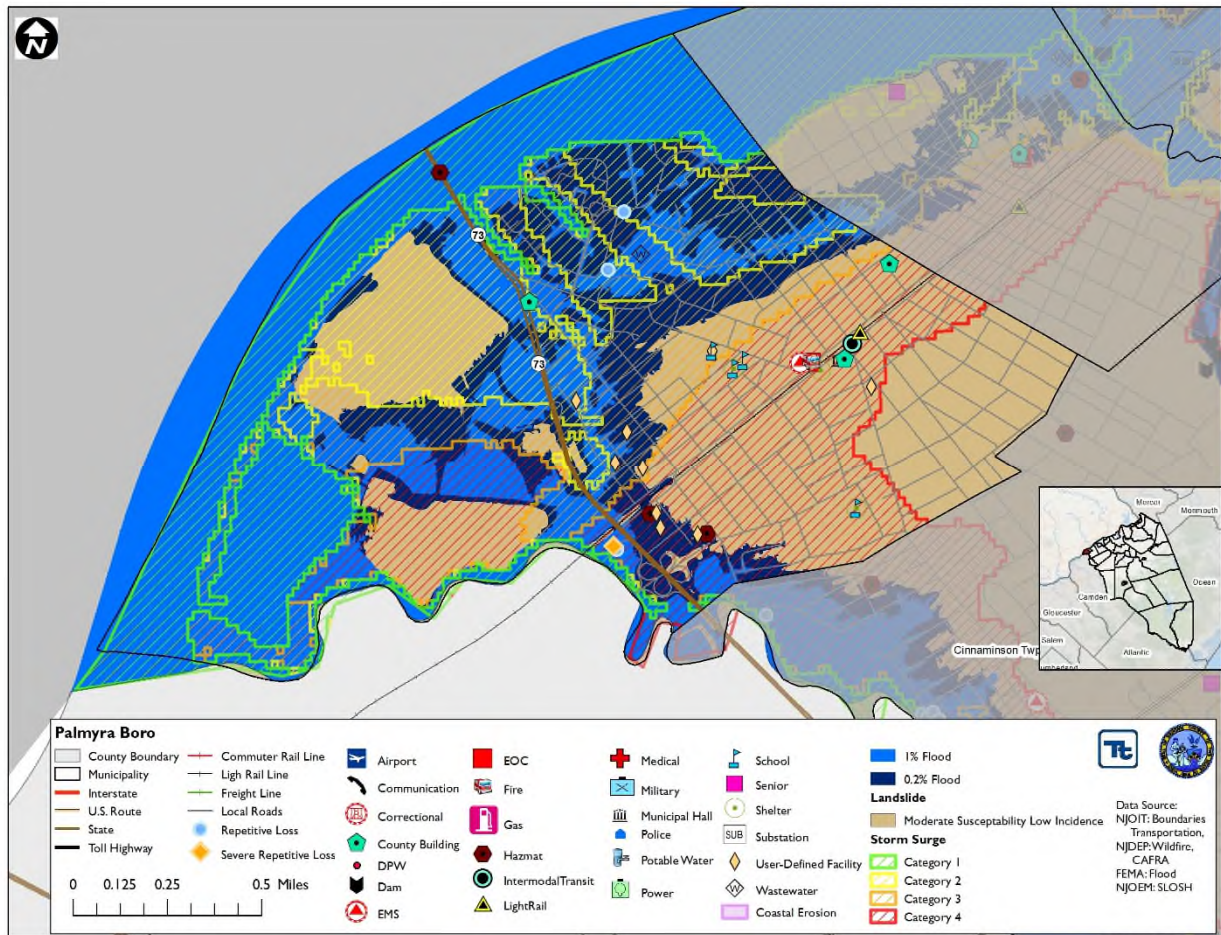 N
73
73
Cinnaminson Twp
Mercer
Monmouth
Ocean
Camden
Gloucester
Salem
Atlantic
umberland
Palmyra Boro
County Boundary
Municipality
Interstate
U.S. Route
State
Toll Highway
Commuter Rail Line
Ligh Rail Line
Freight Line
Local Roads
Repetitive Loss
Severe Repetitive Loss
0 0.125 0.25 0.5 Miles
Airport
Communication
Correctional
County Building
DPW
Dam
EMS
EOC
Fire
Gas
Hazmat
IntermodalTransit
LightRail
Medical
Military
Municipal Hall
Police
Potable Water
Power
School
Senior
Shelter
SUB Substation
User-Defined Facility
W Wastewater
Coastal Erosion
1% Flood
0.2% Flood
Landslide
Moderate Susceptability Low Incidence
Storm Surge
Category 1
Category 2
Category 3
Category 4
Tt
Data Source:
NJOIT: Boundaries
Transportation,
NJDEP: Wildfire,
CAFRA
FEMA: Flood
NJOEM: SLOSH